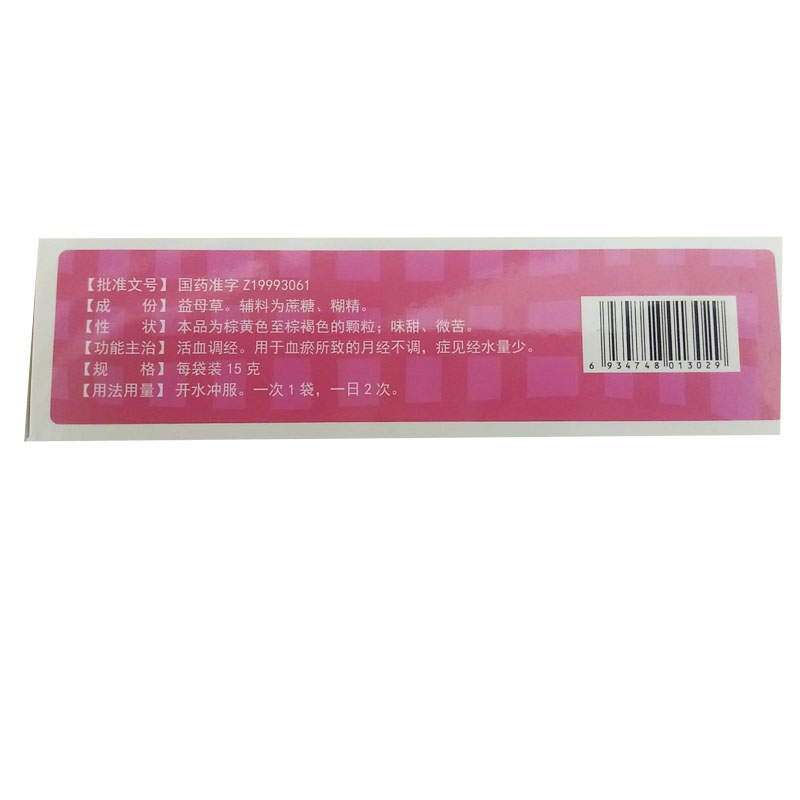 【批准文号】国药准字 Z19993061
【成　　份】益母草。辅料为蔗糖、糊精。
【性　　状】本品为棕黄色至棕褐色的颗粒；味甜、微苦。
【功能主治】活血调经。用于血瘀所致的月经不调，症见经水量少。
【规　　格】每袋装 15 克
【用法用量】开水冲服。一次 1 袋，一日 2 次。
6 934748 013029